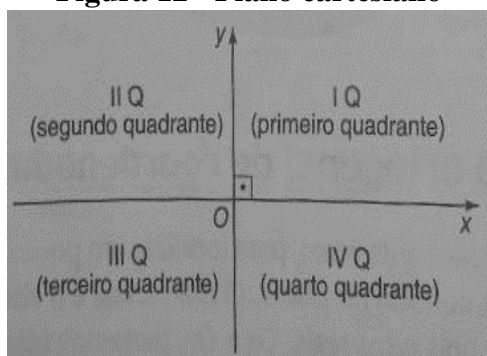 Figura 12 - Plano cartesiano
y
II Q
(segundo quadrante)
I Q
(primeiro quadrante)
O
x
III Q
(terceiro quadrante)
IV Q
(quarto quadrante)